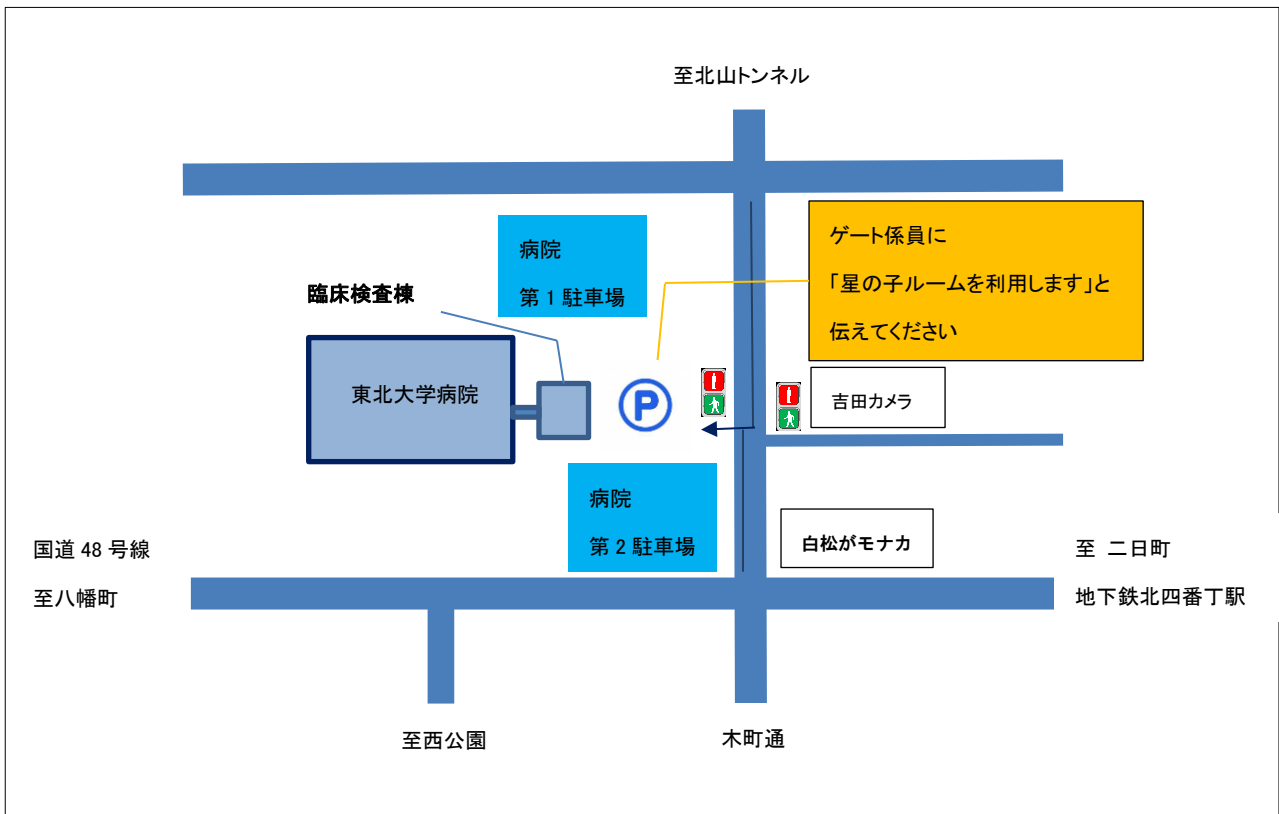 至北山トンネル
ゲート係員に
「星の子ルームを利用します」と
伝えてください
病院
第1駐車場
臨床検査棟
東北大学病院
P
吉田カメラ
病院
第2駐車場
白松がモナカ
国道48号線
至八幡町
至 二日町
地下鉄北四番丁駅
至西公園
木町通